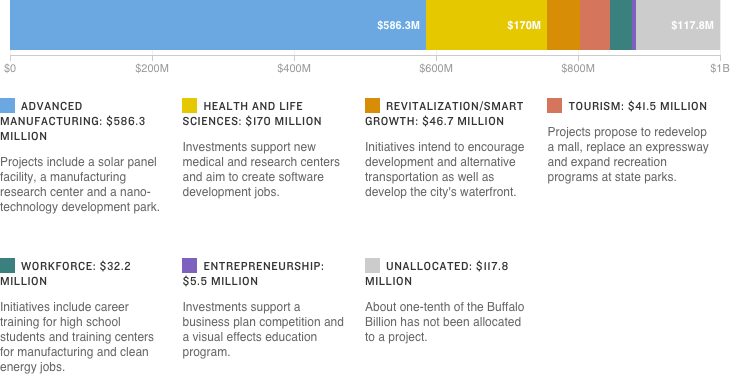 $586.3M $170M $117.8M
$0 $200M $400M $600M $800M $1B
ADVANCED
MANUFACTURING: $586.3
MILLION
Projects include a solar panel
facility, a manufacturing
research center and a nano-
technology development park.
HEALTH AND LIFE
SCIENCES: $170 MILLION
Investments support new
medical and research centers
and aim to create software
development jobs.
REVITALIZATION/SMART
GROWTH: $46.7 MILLION
Initiatives intend to encourage
development and alternative
transportation as well as
develop the city's waterfront.
TOURISM: $41.5 MILLION
Projects propose to redevelop
a mall, replace an expressway
and expand recreation
programs at state parks.
WORKFORCE: $32.2
MILLION
Initiatives include career
training for high school
students and training centers
for manufacturing and clean
energy jobs.
ENTREPRENEURSHIP:
$5.5 MILLION
Investments support a
business plan competition and
a visual effects education
program.
UNALLOCATED: $117.8
MILLION
About one-tenth of the Buffalo
Billion has not been allocated
to a project.